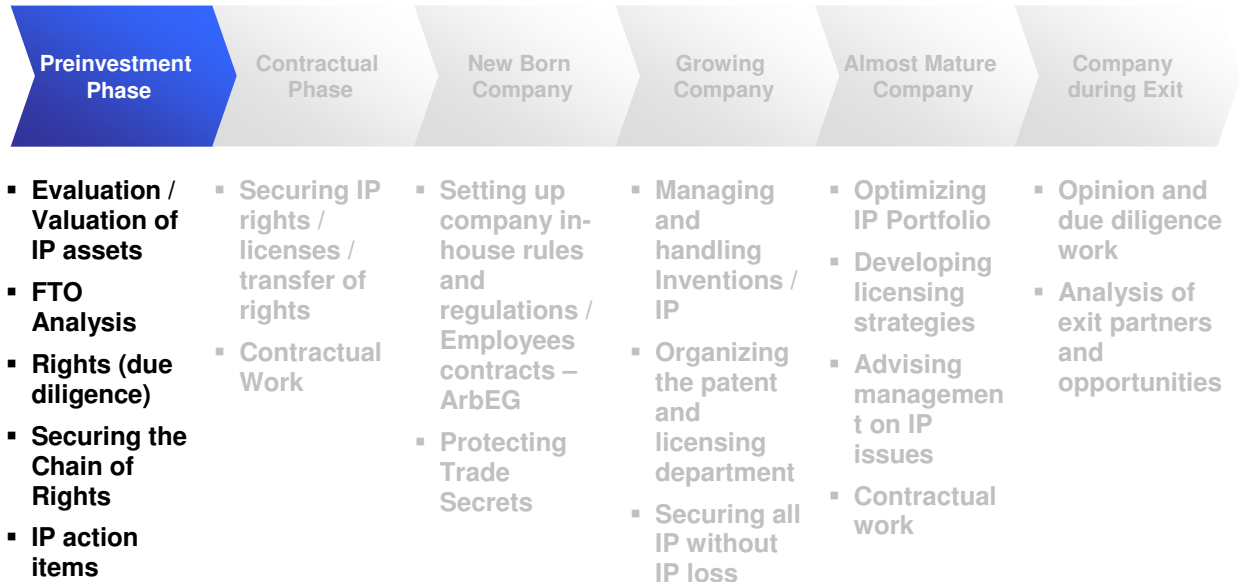 Preinvestment
Phase
Contractual
Phase
New Born
Company
Growing
Company
Almost Mature
Company
Company
during Exit
▪ Evaluation /
Valuation of
IP assets
▪ FTO
Analysis
▪ Rights (due
diligence)
▪ Securing the
Chain of
Rights
▪ IP action
items
▪ Securing IP
rights /
licenses /
transfer of
rights
▪ Contractual
Work
▪ Setting up
company in-
house rules
and
regulations /
Employees
contracts –
ArbEG
▪ Protecting
Trade
Secrets
▪ Managing
and
handling
Inventions /
IP
▪ Organizing
the patent
and
licensing
department
▪ Securing all
IP without
IP loss
▪ Optimizing
IP Portfolio
▪ Developing
licensing
strategies
▪ Advising
managemen
t on IP
issues
▪ Contractual
work
▪ Opinion and
due diligence
work
▪ Analysis of
exit partners
and
opportunities